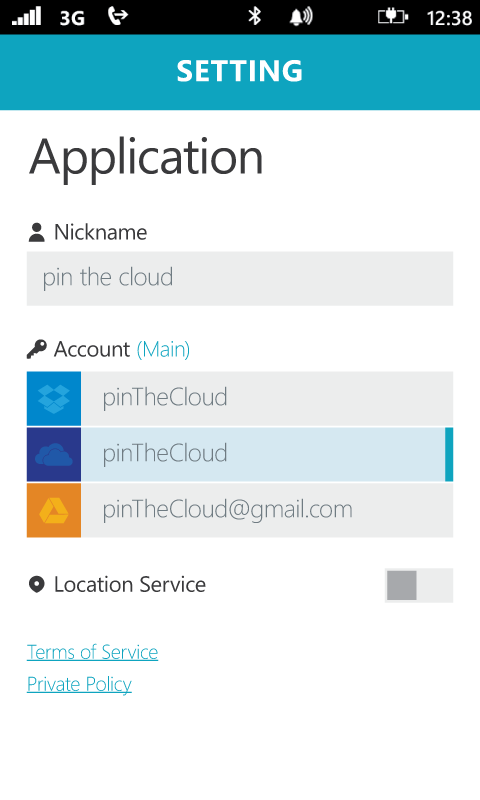 3G 12:38
SETTING
Application
Nickname
pin the cloud
Account (Main)
pinTheCloud
pinTheCloud
pinTheCloud@gmail.com
Location Service
Terms of Service
Private Policy